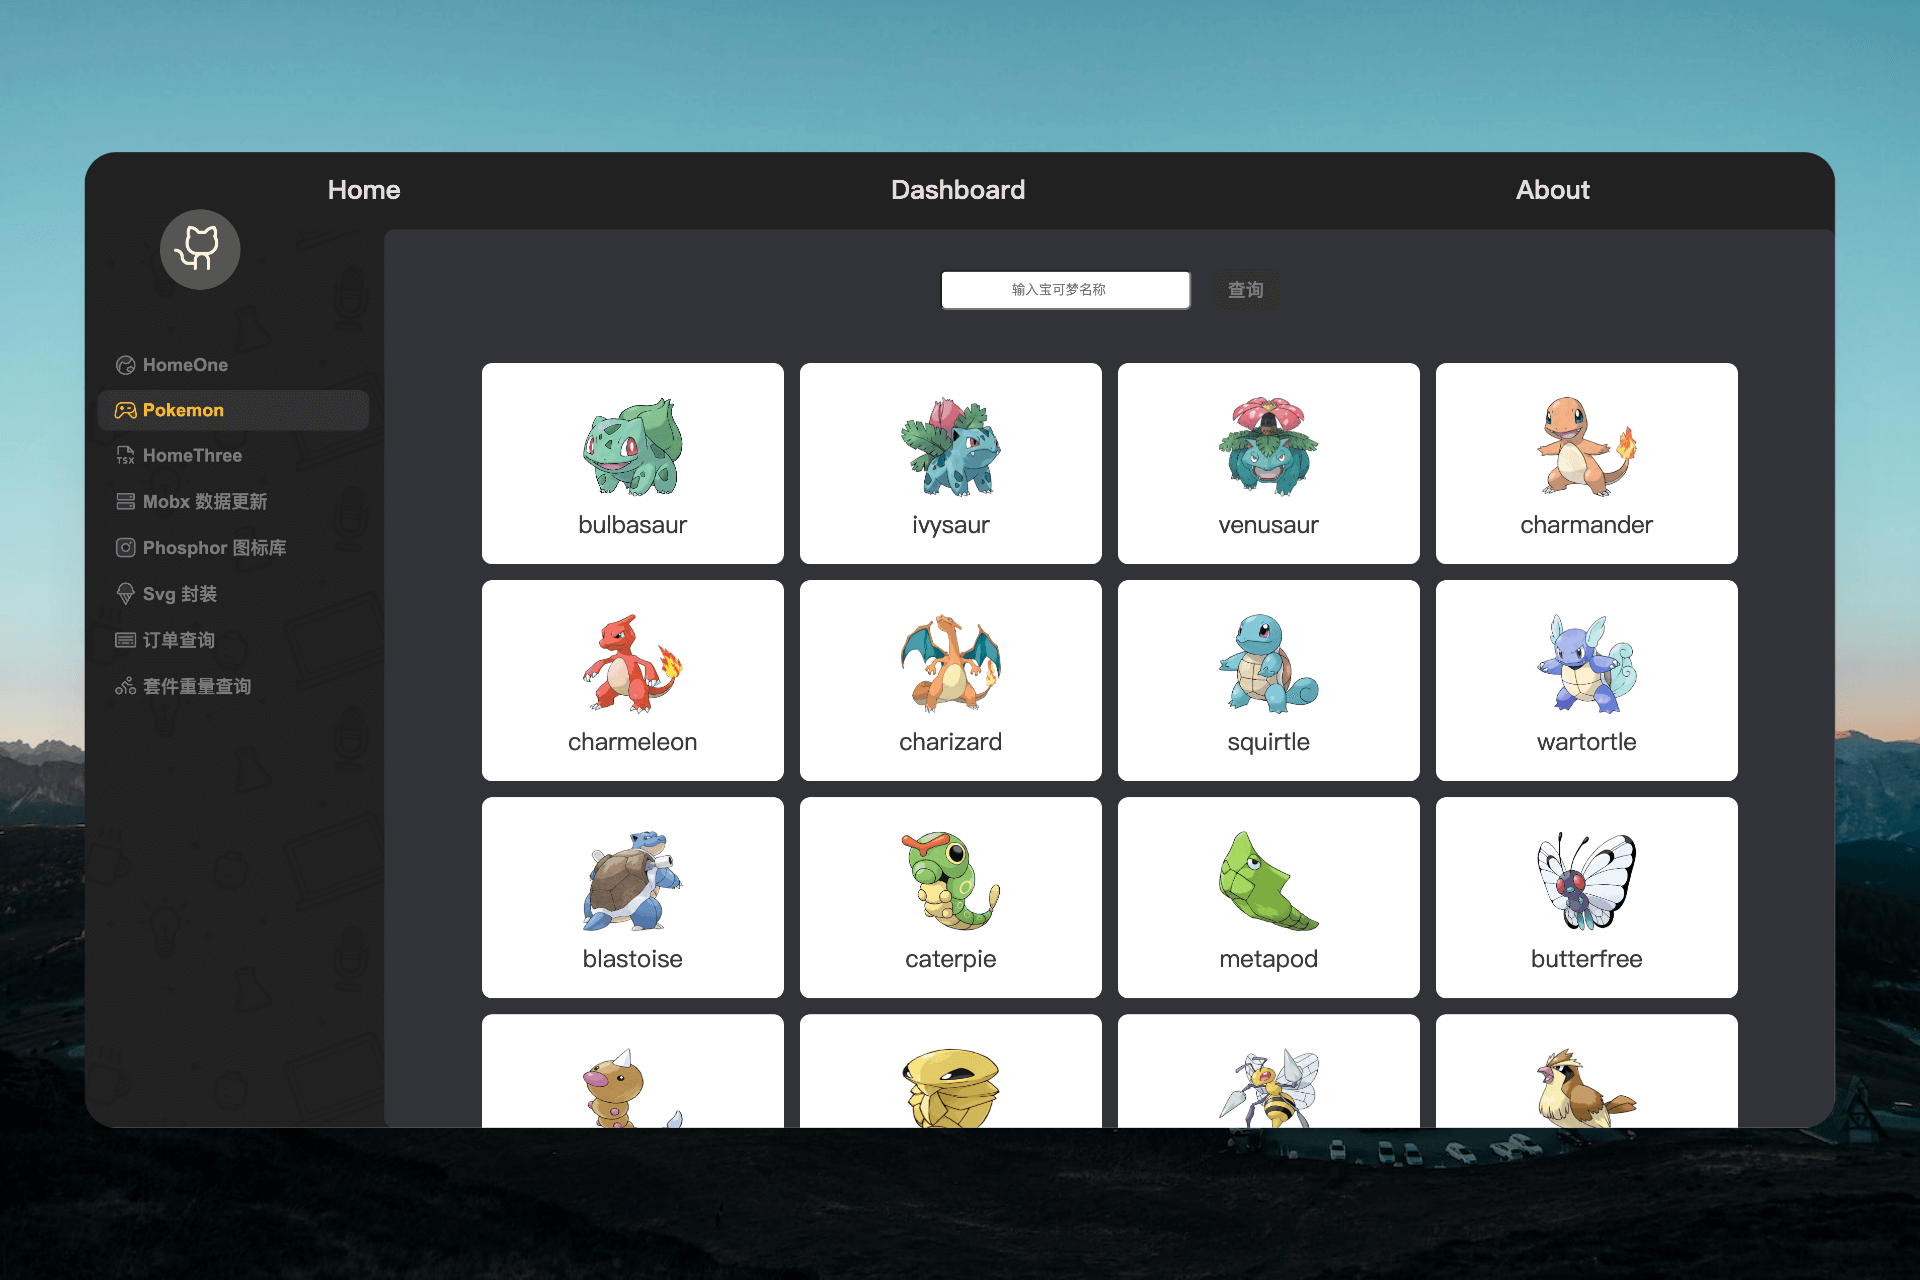 Home
Dashboard
About
输入宝可梦名称
查询
HomeOne
Pokemon
HomeThree
TSX
Mobx 数据更新
Phosphor 图标库
Svg 封装
订单查询
套件重量查询
bulbasaur
ivysaur
venusaur
charmander
charmeleon
charizard
squirtle
wartortle
blastoise
caterpie
metapod
butterfree